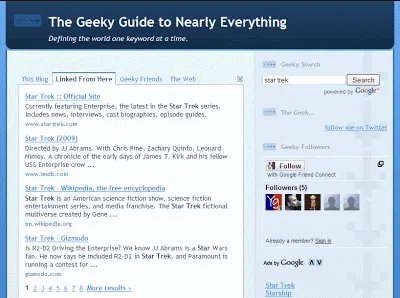 The Geeky Guide to Nearly Everything
Defining the world one keyword at a time.
This Blog Linked From Here Geeky Friends The Web
Star Trek :: Official Site
Currently featuring Enterprise, the latest in the Star Trek series.
Includes news, interviews, cast biographies, episode guides.
www.startrek.com
Star Trek (2009)
Directed by JJ Abrams. With Chris Pine, Zachary Quinto, Leonard
Nimoy. A chronicle of the early days of James T. Kirk and his fellow
USS Enterprise crew ...
www.imdb.com
Star Trek - Wikipedia, the free encyclopedia
Star Trek is an American science fiction show, science fiction
entertainment series, and media franchise. The Star Trek fictional
multiverse created by Gene ...
en.wikipedia.org
Star Trek - Gizmodo
Is R2-D2 Driving the Enterprise? We know JJ Abrams is a Star Wars
fan. He now says he included R2-D2 in Star Trek, and Paramount is
running a contest for ...
gizmodo.com
1 2 3 4 5 6 7 8 More results »
Geeky Search
star trek Search
powered by Google™
The Geek...
follow me on Twitter
Geeky Followers
Follow
with Google Friend Connect
Followers (5)
Already a member? Sign in
Ads by Google
Star Trek
Starship